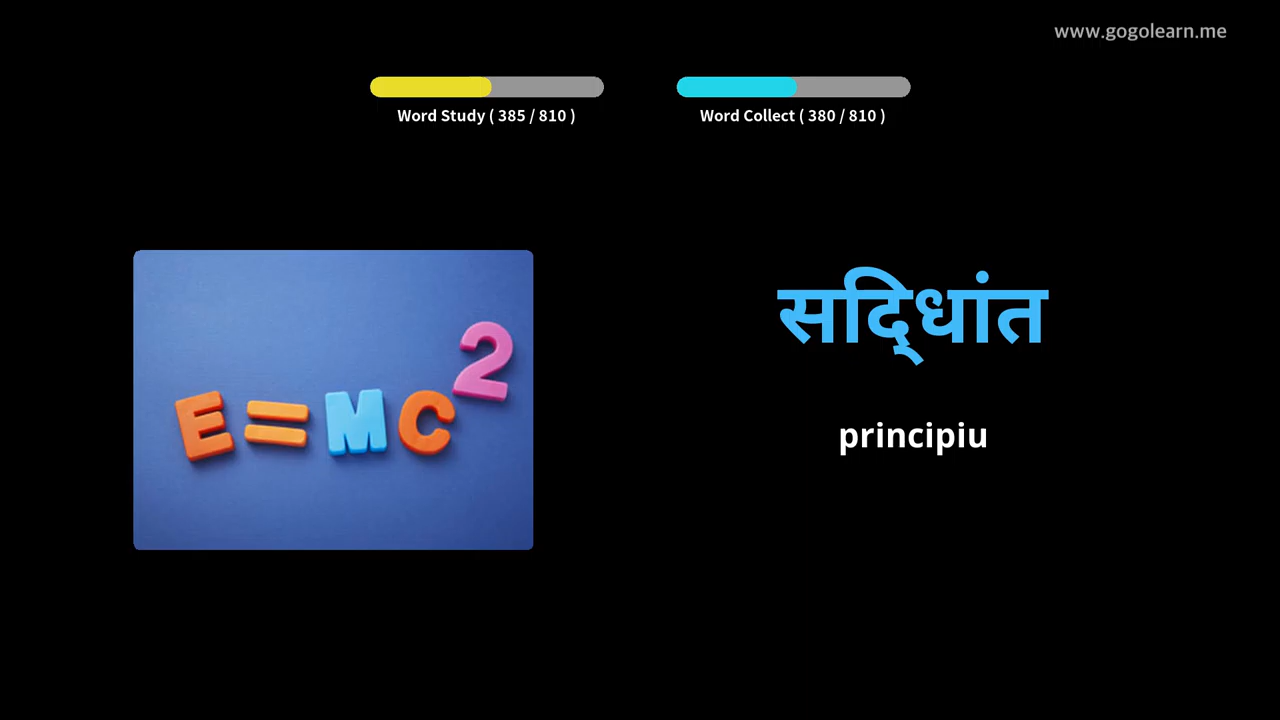 www.gogolearn.me
Word Study ( 385 / 810 )
Word Collect ( 380 / 810 )
E=MC²
सद्धिांत
principiu